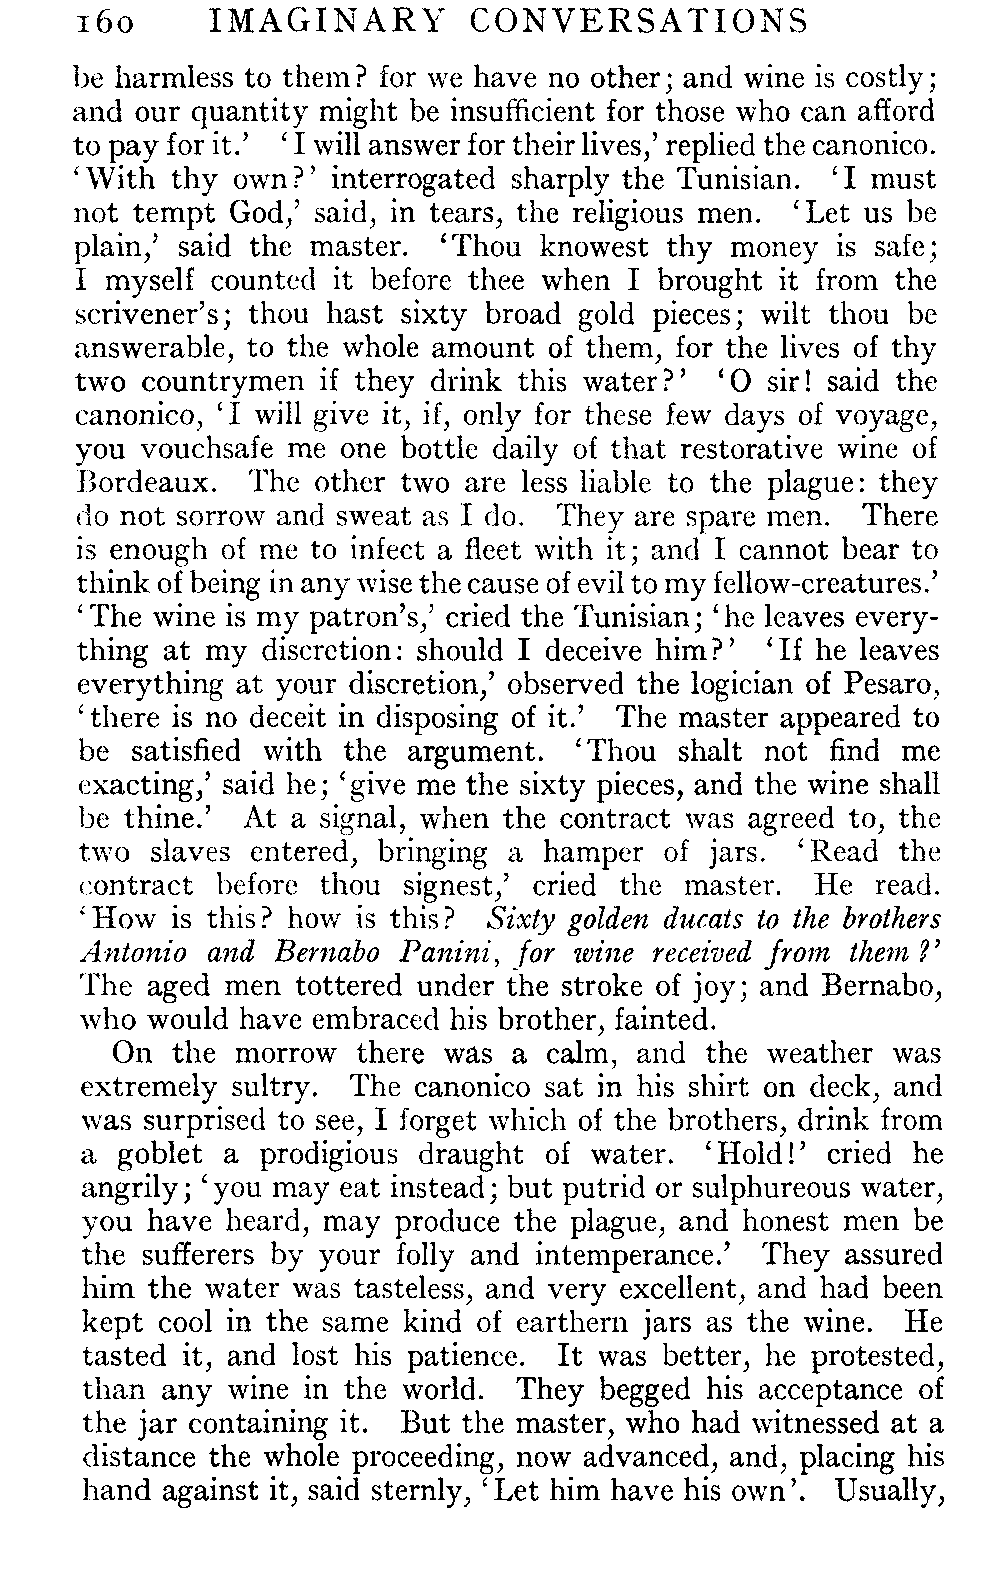 160 IMAGINARY CONVERSATIONS
be harmless to them? for we have no other; and wine is costly;
and our quantity might be insufficient for those who can afford
to pay for it.’ ‘I will answer for their lives,’ replied the canonico.
‘With thy own?’ interrogated sharply the Tunisian. ‘I must
not tempt God,’ said, in tears, the religious men. ‘Let us be
plain,’ said the master. ‘Thou knowest thy money is safe;
I myself counted it before thee when I brought it from the
scrivener's; thou hast sixty broad gold pieces; wilt thou be
answerable, to the whole amount of them, for the lives of thy
two countrymen if they drink this water?’ ‘O sir! said the
canonico, ‘I will give it, if, only for these few days of voyage,
you vouchsafe me one bottle daily of that restorative wine of
Bordeaux. The other two are less liable to the plague: they
do not sorrow and sweat as I do. They are spare men. There
is enough of me to infect a fleet with it; and I cannot bear to
think of being in any wise the cause of evil to my fellow-creatures.’
‘The wine is my patron's,’ cried the Tunisian; ‘he leaves every-
thing at my discretion: should I deceive him?’ ‘If he leaves
everything at your discretion,’ observed the logician of Pesaro,
‘there is no deceit in disposing of it.’ The master appeared to
be satisfied with the argument. ‘Thou shalt not find me
exacting,’ said he; ‘give me the sixty pieces, and the wine shall
be thine.’ At a signal, when the contract was agreed to, the
two slaves entered, bringing a hamper of jars. ‘Read the
contract before thou signest,’ cried the master. He read.
‘How is this? how is this? Sixty golden ducats to the brothers
Antonio and Bernabo Panini, for wine received from them?’
The aged men tottered under the stroke of joy; and Bernabo,
who would have embraced his brother, fainted.
On the morrow there was a calm, and the weather was
extremely sultry. The canonico sat in his shirt on deck, and
was surprised to see, I forget which of the brothers, drink from
a goblet a prodigious draught of water. ‘Hold!’ cried he
angrily; ‘you may eat instead; but putrid or sulphureous water,
you have heard, may produce the plague, and honest men be
the sufferers by your folly and intemperance.’ They assured
him the water was tasteless, and very excellent, and had been
kept cool in the same kind of earthern jars as the wine. He
tasted it, and lost his patience. It was better, he protested,
than any wine in the world. They begged his acceptance of
the jar containing it. But the master, who had witnessed at a
distance the whole proceeding, now advanced, and, placing his
hand against it, said sternly, ‘Let him have his own’. Usually,